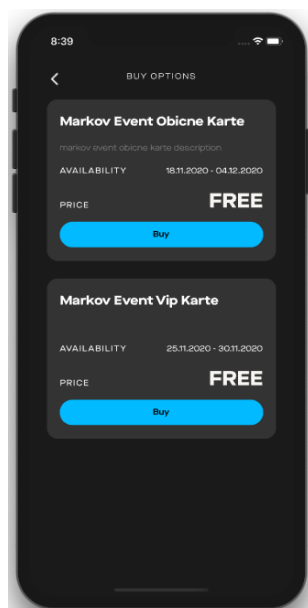 8:39
BUY OPTIONS
Markov Event Obicne Karte
markov event obicne karte description
AVAILABILITY 18.11.2020 - 04.12.2020
PRICE FREE
Buy
Markov Event Vip Karte
AVAILABILITY 25.11.2020 - 30.11.2020
PRICE FREE
Buy